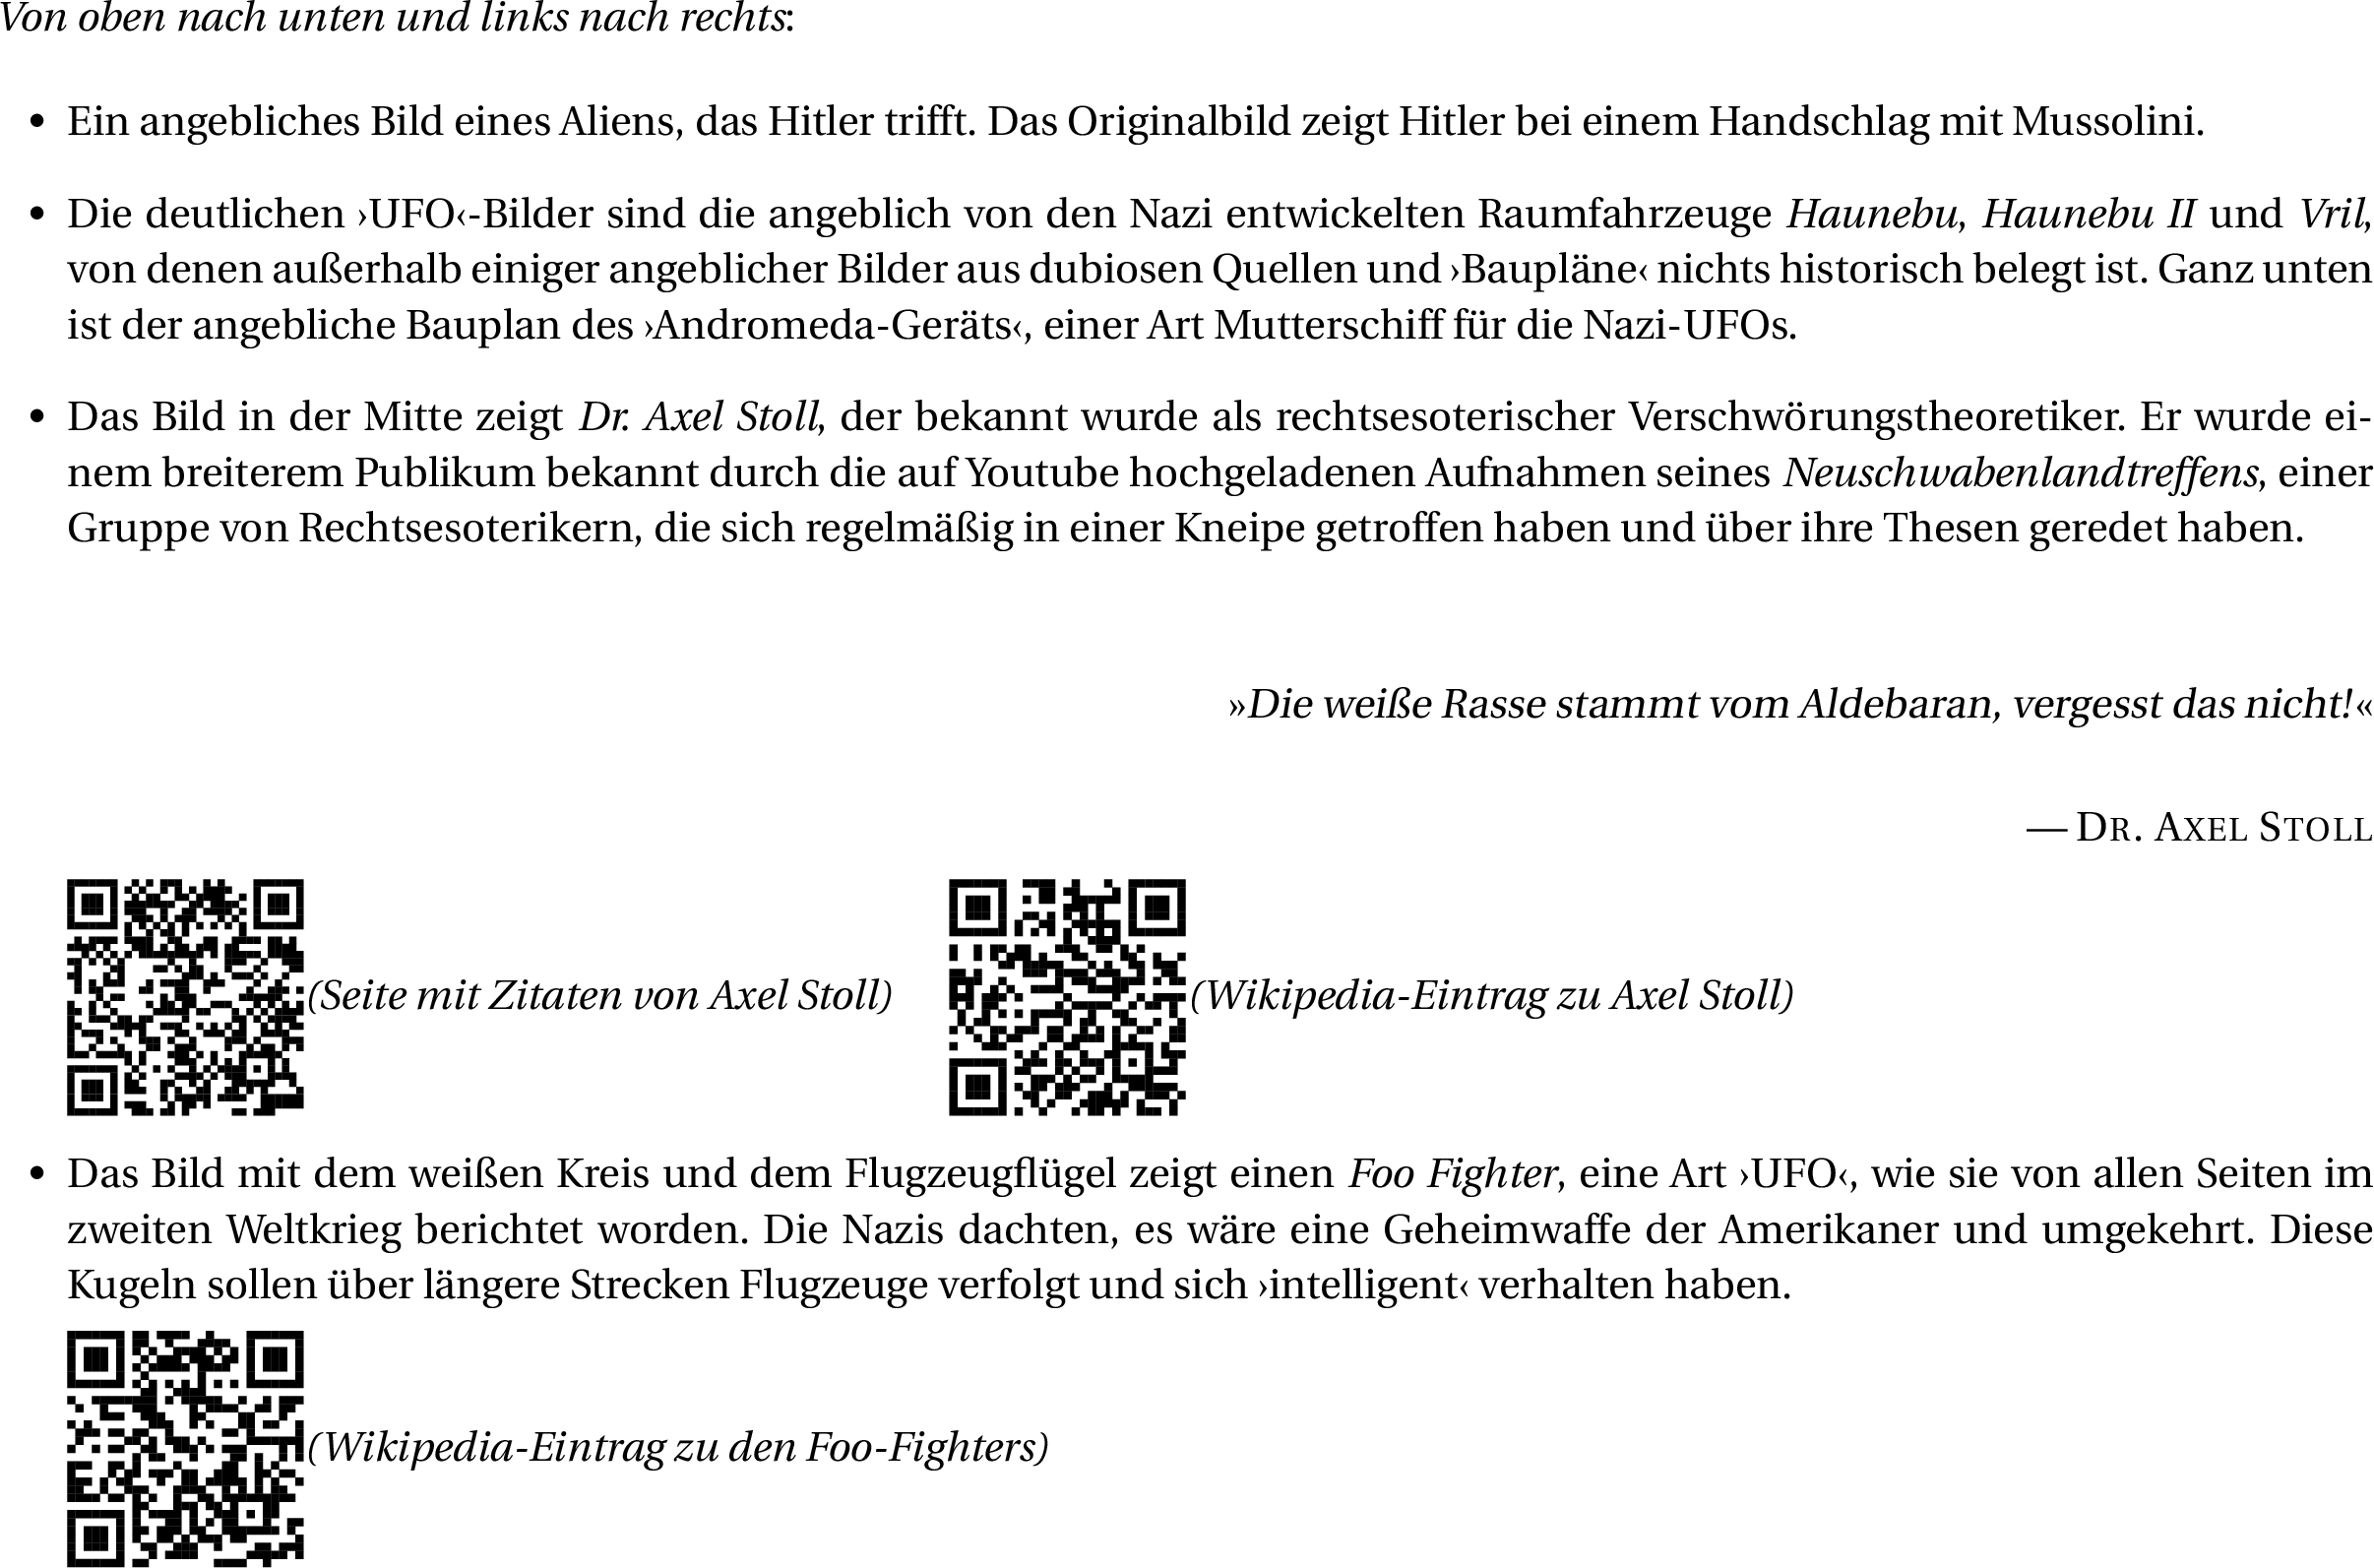 Von oben nach unten und links nach rechts:
• Ein angebliches Bild eines Aliens, das Hitler trifft. Das Originalbild zeigt Hitler bei einem Handschlag mit Mussolini.
• Die deutlichen ›UFO‹-Bilder sind die angeblich von den Nazi entwickelten Raumfahrzeuge Haunebu, Haunebu II und Vril,
von denen außerhalb einiger angeblicher Bilder aus dubiosen Quellen und ›Baupläne‹ nichts historisch belegt ist. Ganz unten
ist der angebliche Bauplan des ›Andromeda-Geräts‹, einer Art Mutterschiff für die Nazi-UFOs.
• Das Bild in der Mitte zeigt Dr. Axel Stoll, der bekannt wurde als rechtsesoterischer Verschwörungstheoretiker. Er wurde ei-
nem breiterem Publikum bekannt durch die auf Youtube hochgeladenen Aufnahmen seines Neuschwabenlandtreffens, einer
Gruppe von Rechtsesoterikern, die sich regelmäßig in einer Kneipe getroffen haben und über ihre Thesen geredet haben.
»Die weiße Rasse stammt vom Aldebaran, vergesst das nicht!«
— DR. AXEL STOLL
(Seite mit Zitaten von Axel Stoll) (Wikipedia-Eintrag zu Axel Stoll)
• Das Bild mit dem weißen Kreis und dem Flugzeugflügel zeigt einen Foo Fighter, eine Art ›UFO‹, wie sie von allen Seiten im
zweiten Weltkrieg berichtet worden. Die Nazis dachten, es wäre eine Geheimwaffe der Amerikaner und umgekehrt. Diese
Kugeln sollen über längere Strecken Flugzeuge verfolgt und sich ›intelligent‹ verhalten haben.
(Wikipedia-Eintrag zu den Foo-Fighters)